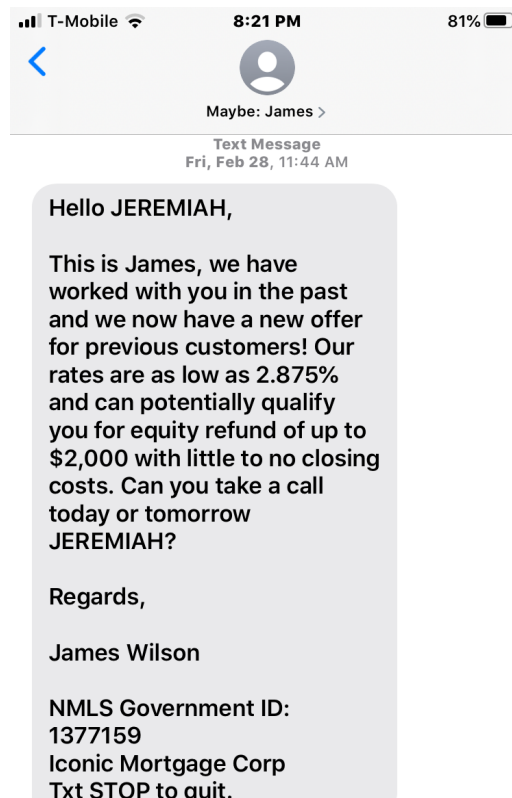 T-Mobile 8:21 PM 81%
Maybe: James >
Text Message
Fri, Feb 28, 11:44 AM
Hello JEREMIAH,
This is James, we have
worked with you in the past
and we now have a new offer
for previous customers! Our
rates are as low as 2.875%
and can potentially qualify
you for equity refund of up to
$2,000 with little to no closing
costs. Can you take a call
today or tomorrow
JEREMIAH?
Regards,
James Wilson
NMLS Government ID:
1377159
Iconic Mortgage Corp
Txt STOP to quit.